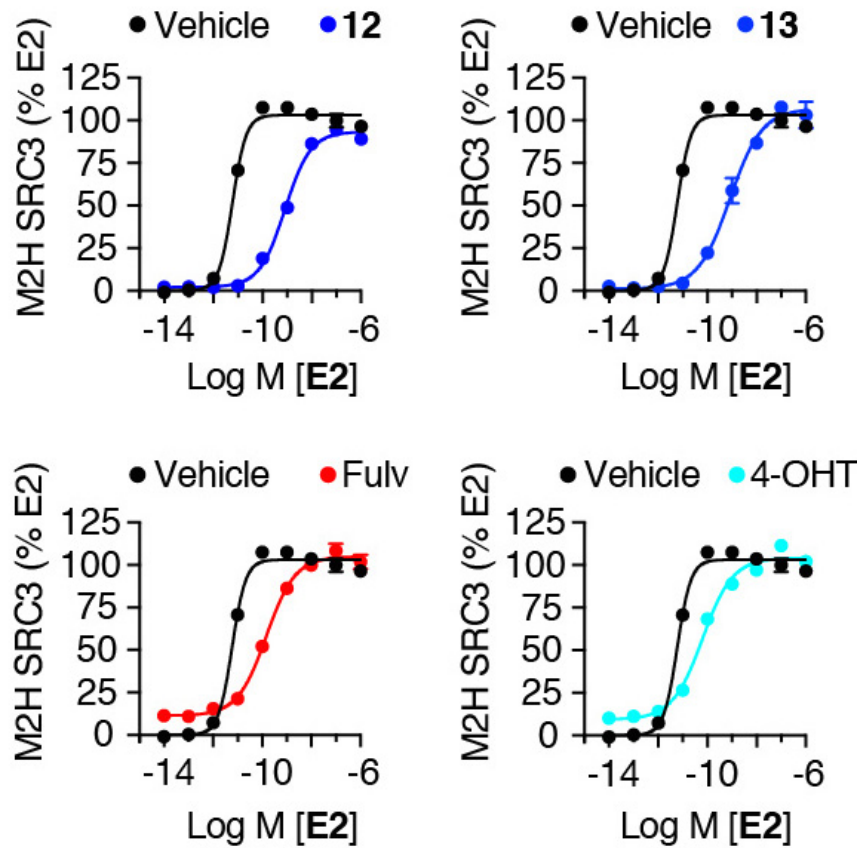 Vehicle 12
M2H SRC3 (% E2)
125
100
75
50
25
0
-14 -10 -6
Log M [E2]
Vehicle 13
M2H SRC3 (% E2)
125
100
75
50
25
0
-14 -10 -6
Log M [E2]
Vehicle Fulv
M2H SRC3 (% E2)
125
100
75
50
25
0
-14 -10 -6
Log M [E2]
Vehicle 4-OHT
M2H SRC3 (% E2)
125
100
75
50
25
0
-14 -10 -6
Log M [E2]